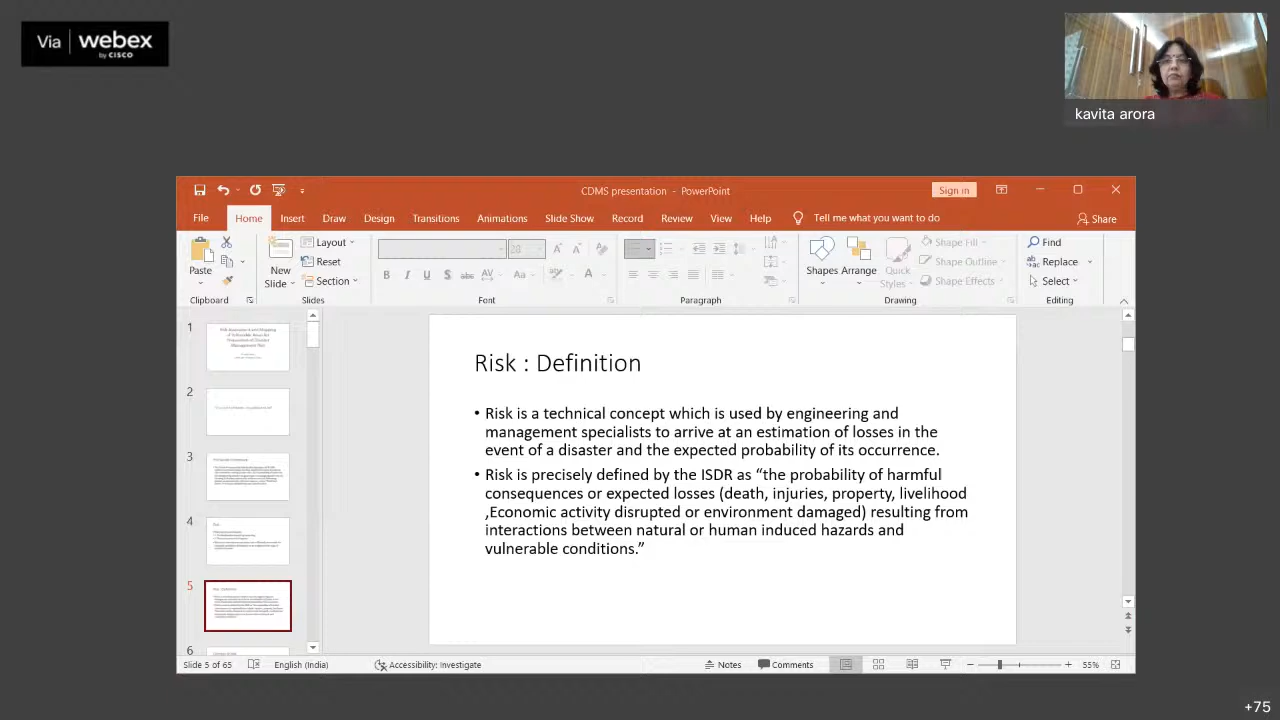 Via webex
by CISCO
kavita arora
CDMS presentation - PowerPoint
Sign in
File Home Insert Draw Design Transitions Animations Slide Show Record Review View Help Tell me what you want to do Share
Paste
Clipboard
New
Slide
Layout
Reset
Section
Slides
28
B I U S abc AV Aa A
Font
Paragraph
Shapes Arrange Quick
Styles
Shape Fill
Shape Outline
Shape Effects
Drawing
Find
Replace
Select
Editing
1
2
3
4
5
6
Risk : Definition
• Risk is a technical concept which is used by engineering and
management specialists to arrive at an estimation of losses in the
event of a disaster and the expected probability of its occurrence.
• Risk is precisely defined by the ISDR as “the probability of harmful
consequences or expected losses (death, injuries, property, livelihood
,Economic activity disrupted or environment damaged) resulting from
interactions between natural or human induced hazards and
vulnerable conditions.”
Slide 5 of 65 English (India) Accessibility: Investigate Notes Comments 55%
+75